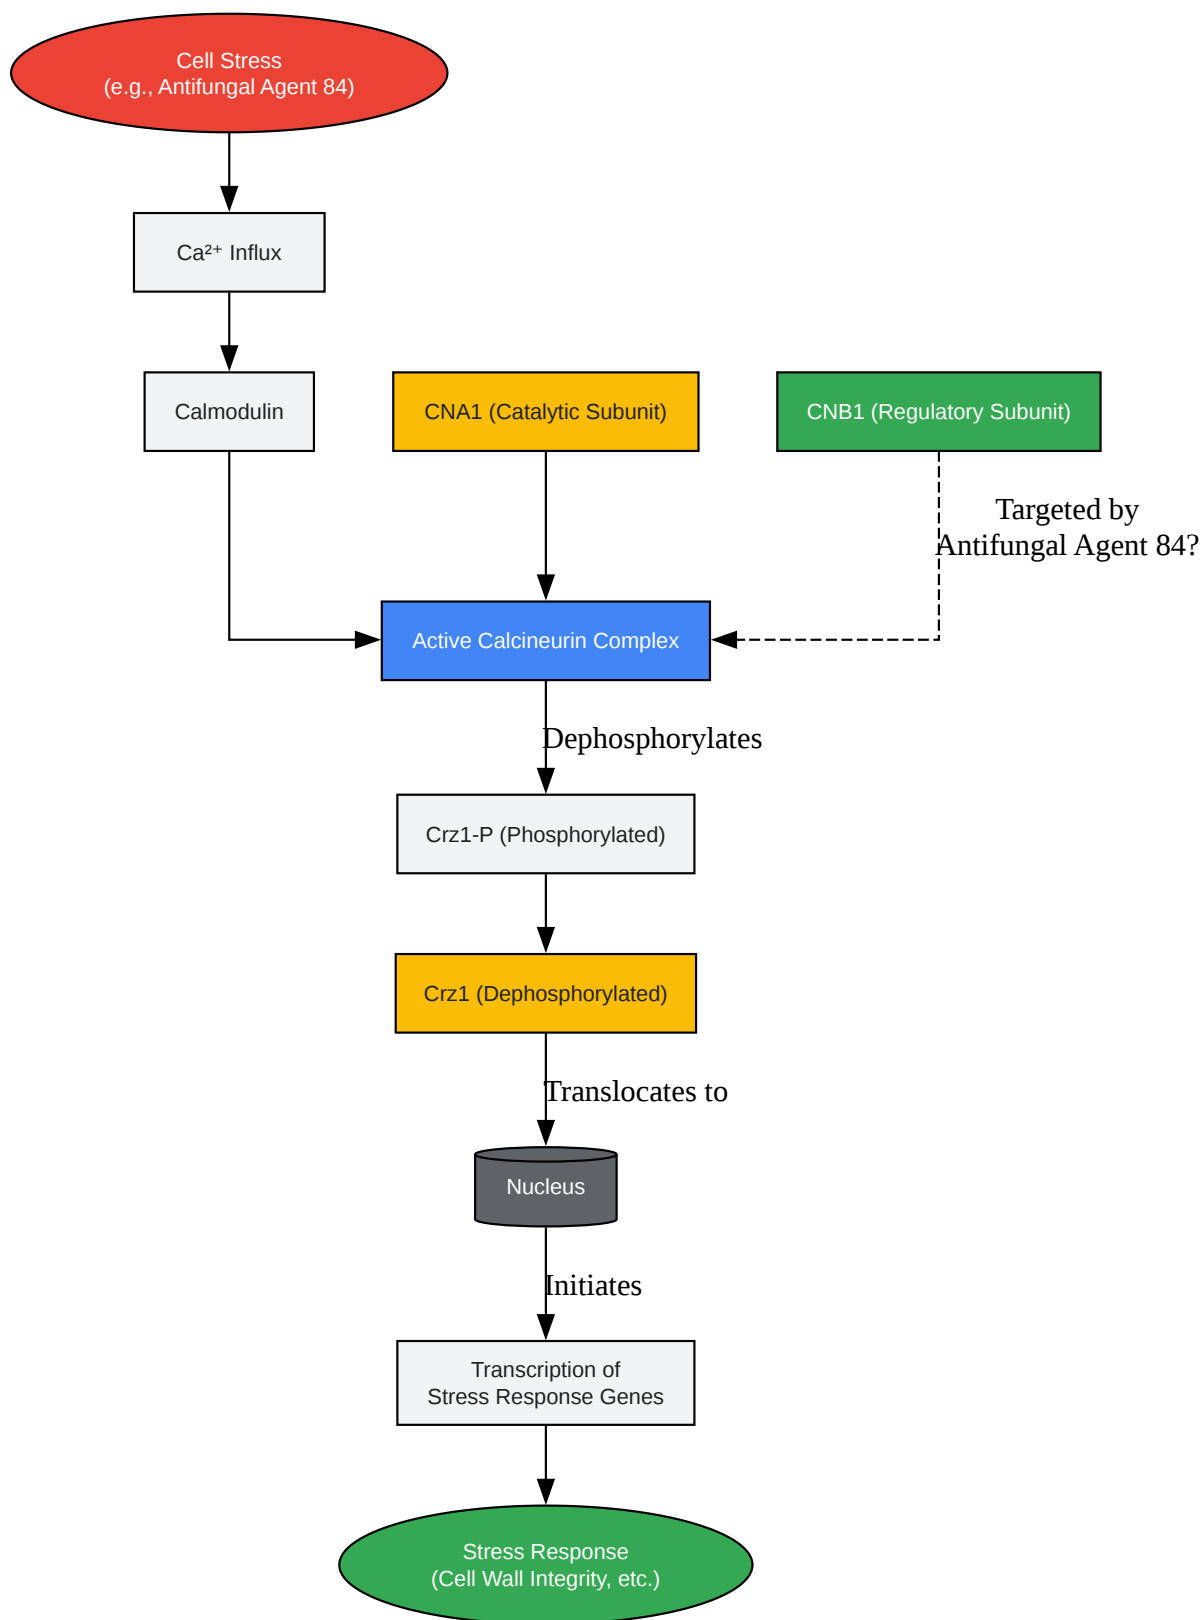 Cell Stress
(e.g., Antifungal Agent 84)
Ca²⁺ Influx
Calmodulin
CNA1 (Catalytic Subunit)
CNB1 (Regulatory Subunit)
Targeted by
Antifungal Agent 84?
Active Calcineurin Complex
Dephosphorylates
Crz1-P (Phosphorylated)
Crz1 (Dephosphorylated)
Translocates to
Nucleus
Initiates
Transcription of
Stress Response Genes
Stress Response
(Cell Wall Integrity, etc.)